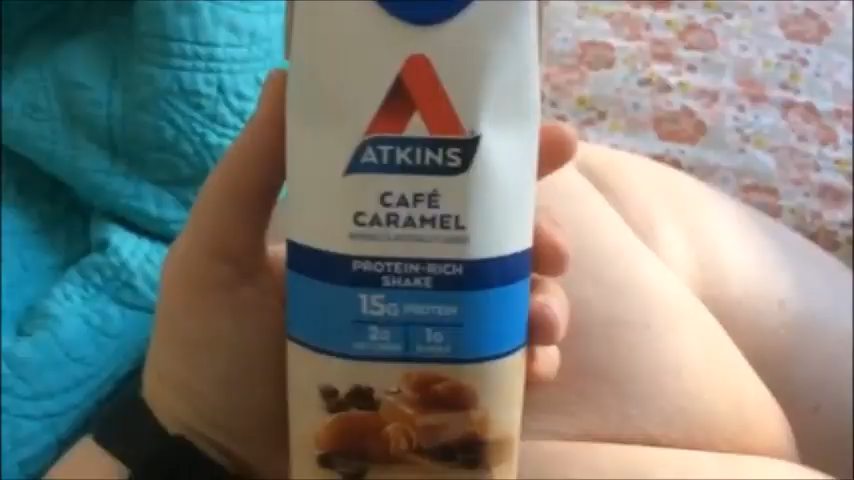 ATKINS
CAFÉ
CARAMEL
PROTEIN-RICH
SHAKE
15G PROTEIN
2G 1G